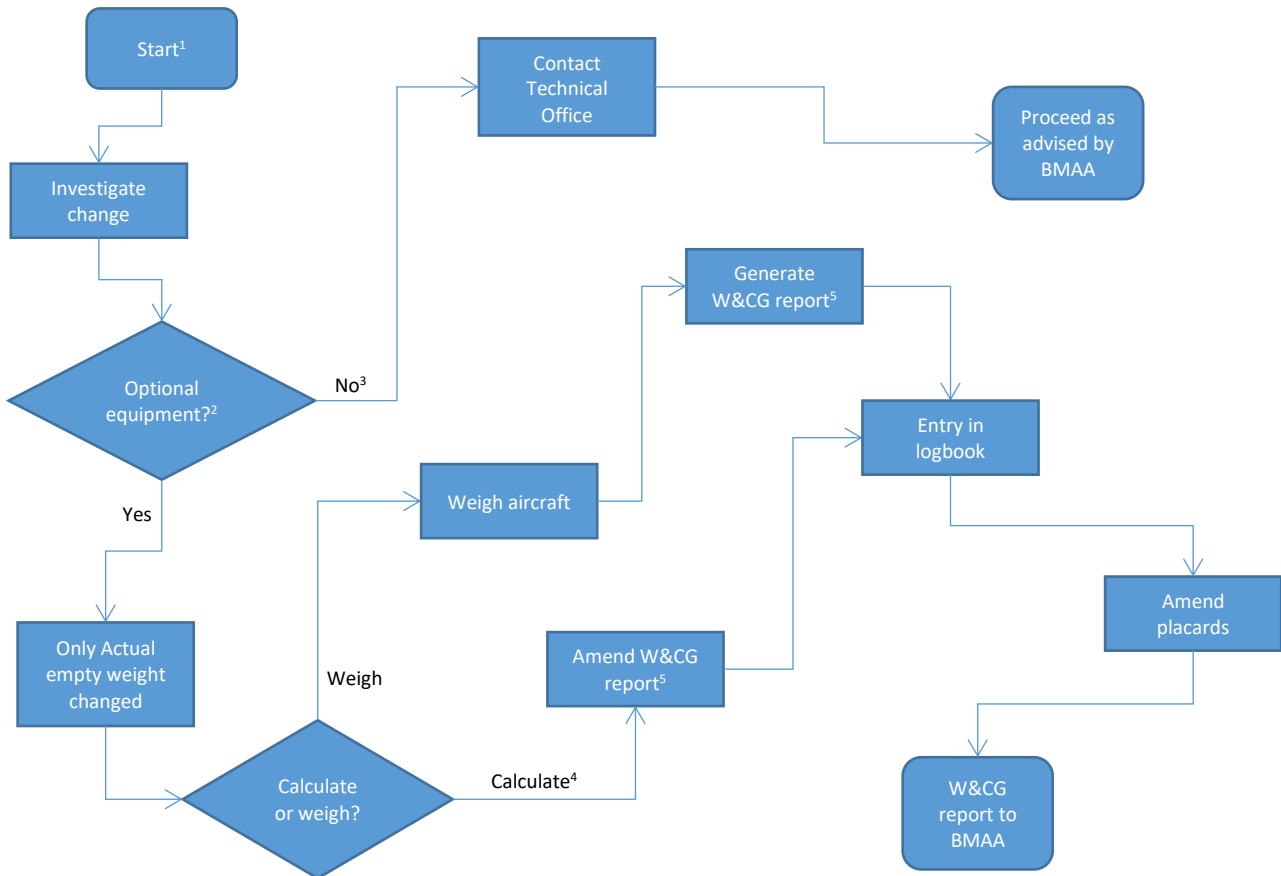 Start¹
Contact
Technical
Office
Proceed as
advised by
BMAA
Investigate
change
Generate
W&CG report⁵
Optional
equipment?²
No³
Entry in
logbook
Yes
Weigh aircraft
Amend
placards
Only Actual
empty weight
changed
Weigh
Amend W&CG
report⁵
Calculate
or weigh?
Calculate⁴
W&CG
report to
BMAA